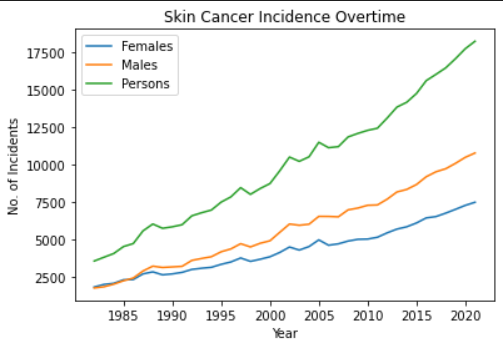 Skin Cancer Incidence Overtime
Females
Males
Persons
No. of Incidents
17500
15000
12500
10000
7500
5000
2500
1985 1990 1995 2000 2005 2010 2015 2020
Year